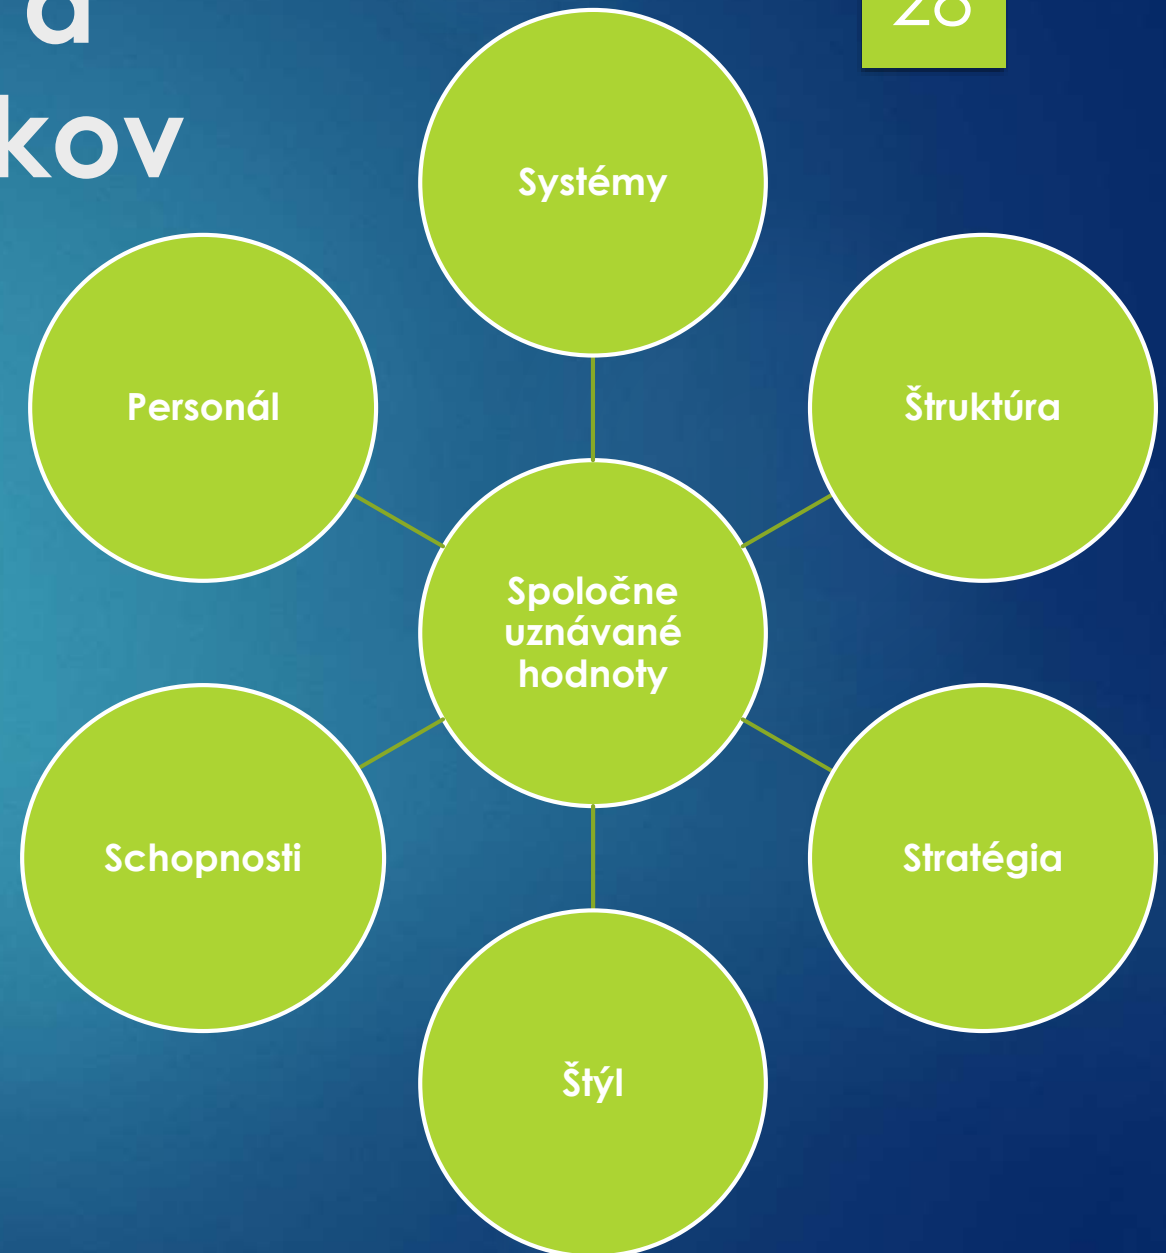 a
kov
Systémy
Personál
Štruktúra
Spoločne
uznávané
hodnoty
Schopnosti
Stratégia
Štýl